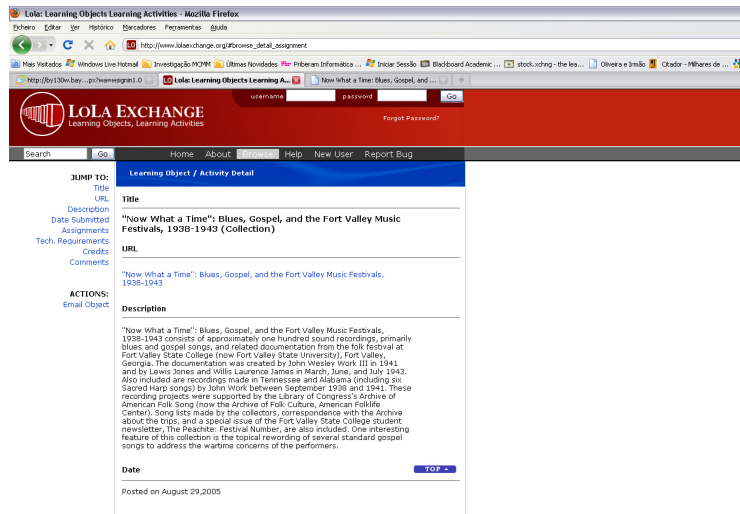 Lola: Learning Objects Learning Activities - Mozilla Firefox
Ficheiro Editar Ver Histórico Marcadores Ferramentas Ajuda
http://www.lolaexchange.org/#browse_detail_assignment
Mais Visitados Windows Live Hotmail Investigação MCMM Últimas Novidades Priberam Informática ... Iniciar Sessão Blackboard Academic ... stock.xchng - the lea... Oliveira e Irmão Citador - Milhares de ...
http://by130w.bay...px?wa=wsignin1.0 Lola: Learning Objects Learning A... Now What a Time: Blues, Gospel, and ...
username password Go
LOLA EXCHANGE
Learning Objects, Learning Activities
Forgot Password?
Search Go Home About Browse Help New User Report Bug
JUMP TO:
Title
URL
Description
Date Submitted
Assignments
Tech. Requirements
Credits
Comments
ACTIONS:
Email Object
Learning Object / Activity Detail
Title
"Now What a Time": Blues, Gospel, and the Fort Valley Music
Festivals, 1938-1943 (Collection)
URL
"Now What a Time": Blues, Gospel, and the Fort Valley Music Festivals,
1938-1943
Description
"Now What a Time": Blues, Gospel, and the Fort Valley Music Festivals,
1938-1943 consists of approximately one hundred sound recordings, primarily
blues and gospel songs, and related documentation from the folk festival at
Fort Valley State College (now Fort Valley State University), Fort Valley,
Georgia. The documentation was created by John Wesley Work III in 1941
and by Lewis Jones and Willis Laurence James in March, June, and July 1943.
Also included are recordings made in Tennessee and Alabama (including six
Sacred Harp songs) by John Work between September 1938 and 1941. These
recording projects were supported by the Library of Congress's Archive of
American Folk Song (now the Archive of Folk Culture, American Folklife
Center). Song lists made by the collectors, correspondence with the Archive
about the trips, and a special issue of the Fort Valley State College student
newsletter, The Peachite: Festival Number, are also included. One interesting
feature of this collection is the topical rewording of several standard gospel
songs to address the wartime concerns of the performers.
Date TOP
Posted on August 29,2005